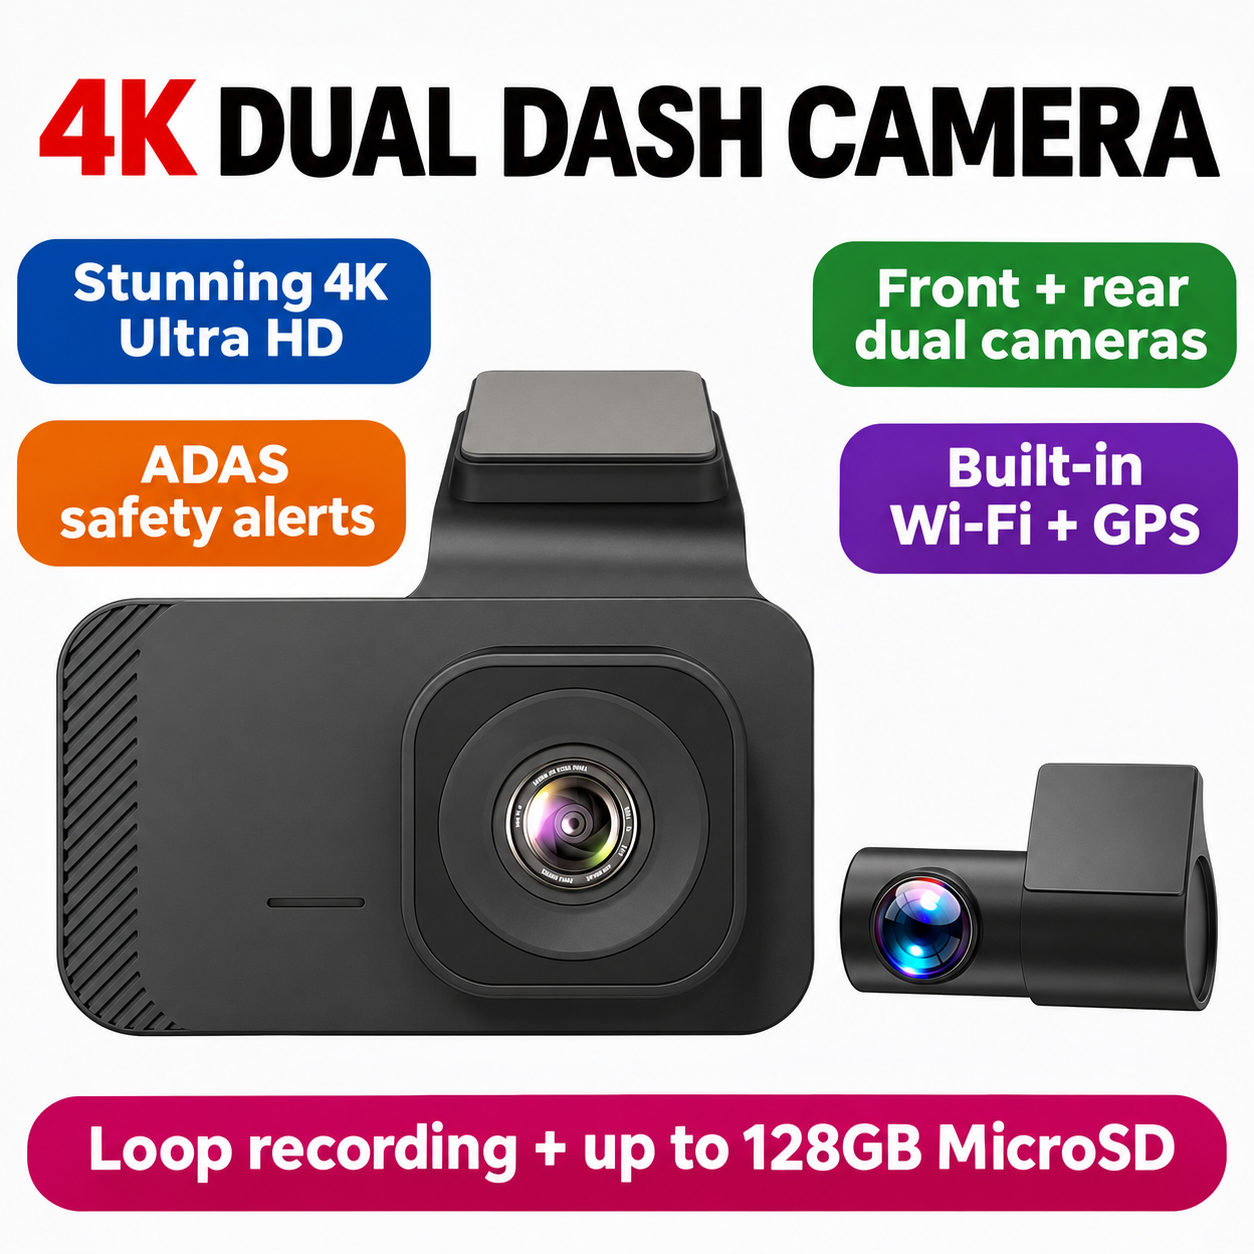 4K DUAL DASH CAMERA
Stunning 4K
Ultra HD
Front + rear
dual cameras
ADAS
safety alerts
Built-in
Wi-Fi + GPS
Loop recording + up to 128GB MicroSD